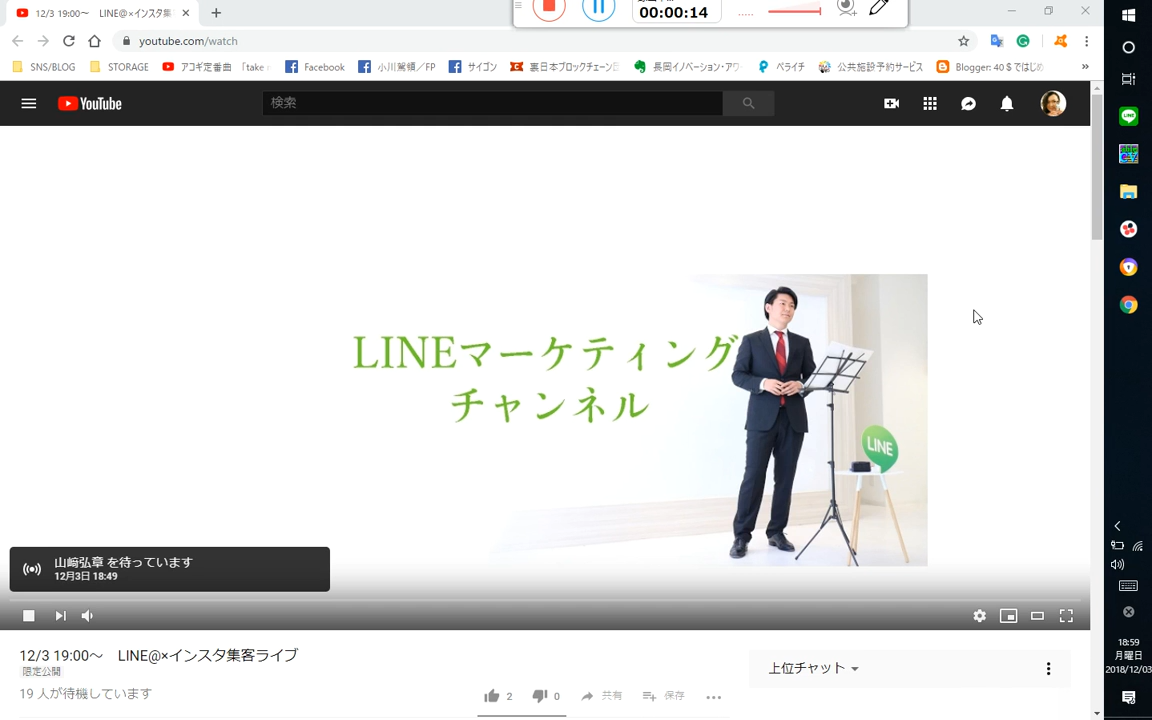 12/3 19:00～　LINE@×インスタ集
00:00:14
youtube.com/watch
SNS/BLOG
STORAGE
アコギ定番曲 「take
Facebook
小川駕頬／FP
サイゴン
裏日本ブロックチェーン
長岡イノベーション・アワ
ペライチ
公共施設予約サービス
Blogger: 40＄ではじめ
»
YouTube
検索
LINEマーケティング
チャンネル
LINE
山﨑弘章 を待っています
12月3日 18:49
12/3 19:00～　LINE@×インスタ集客ライブ
限定公開
19 人が待機しています
2
0
共有
保存
上位チャット
18:59
月曜日
2018/12/03